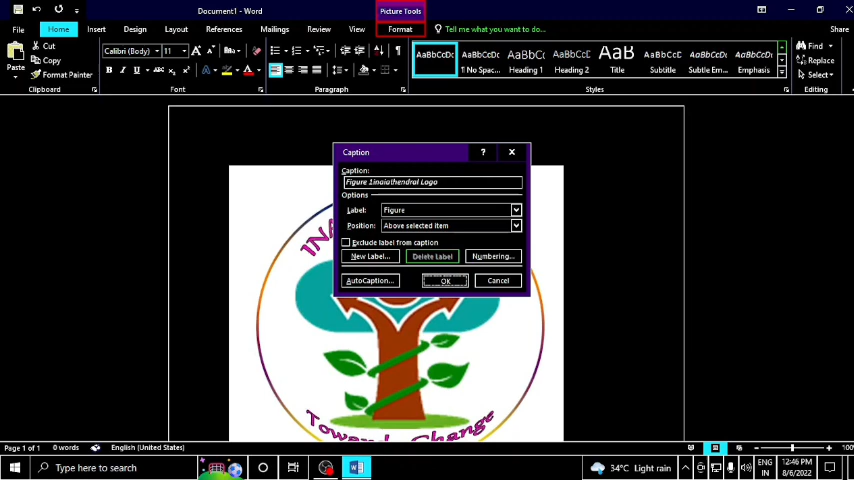 Document1 - Word
Picture Tools
File
Home
Insert
Design
Layout
References
Mailings
Review
View
Format
Tell me what you want to do...
Share
Paste
Cut
Copy
Format Painter
Clipboard
Calibri (Body)
11
Aa
B I U abc X₂ X²
A
Font
Paragraph
AaBbCcDc
AaBbCcDc
AaBbCc
AaBbCcC
AaB
AaBbCcC
AaBbCcDc
AaBbCcDc
¶ No Spac...
Heading 1
Heading 2
Title
Subtitle
Subtle Em...
Emphasis
Styles
Find
Replace
Select
Editing
Caption
?
Caption:
Figure 1inaiathendral Logo
Options
Label:
Figure
Position:
Above selected item
Exclude label from caption
New Label...
Delete Label
Numbering...
AutoCaption...
OK
Cancel
Towards Change
Page 1 of 1
0 words
English (United States)
100%
Type here to search
34°C Light rain
ENG
IN
12:46 PM
8/6/2022